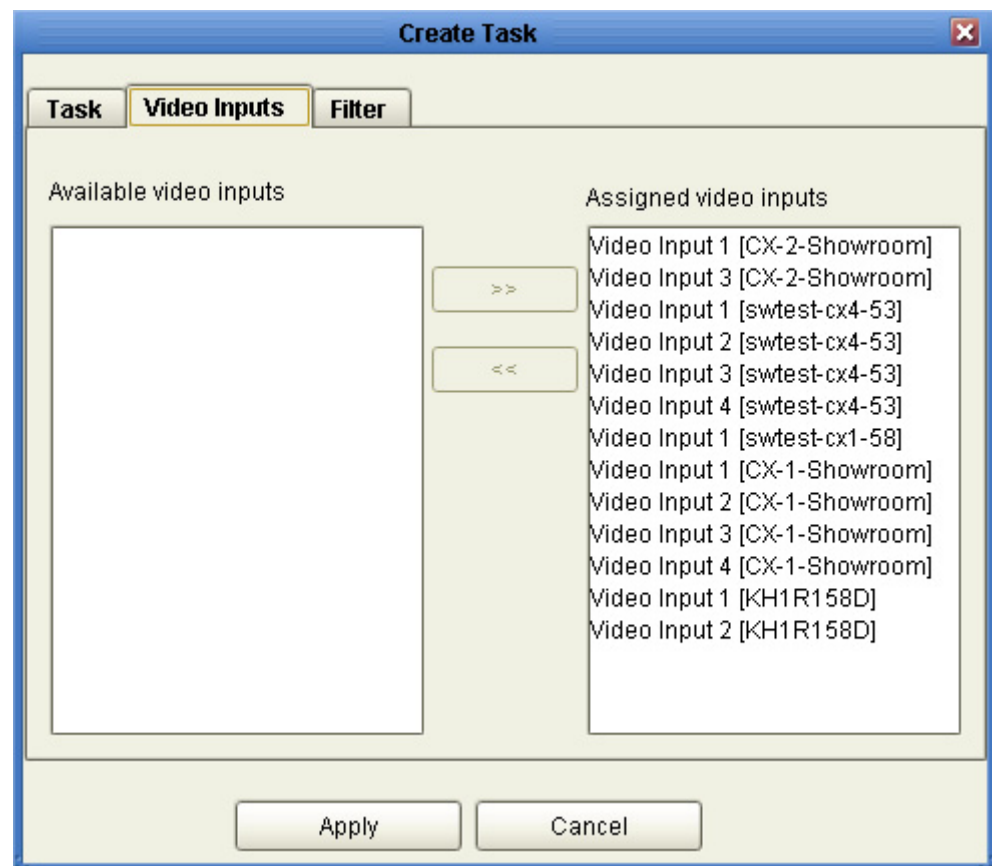 Create Task
Task
Video Inputs
Filter
Available video inputs
Assigned video inputs
>>
<<
Video Input 1 [CX-2-Showroom]
Video Input 3 [CX-2-Showroom]
Video Input 1 [swtest-cx4-53]
Video Input 2 [swtest-cx4-53]
Video Input 3 [swtest-cx4-53]
Video Input 4 [swtest-cx4-53]
Video Input 1 [swtest-cx1-58]
Video Input 1 [CX-1-Showroom]
Video Input 2 [CX-1-Showroom]
Video Input 3 [CX-1-Showroom]
Video Input 4 [CX-1-Showroom]
Video Input 1 [KH1R158D]
Video Input 2 [KH1R158D]
Apply
Cancel